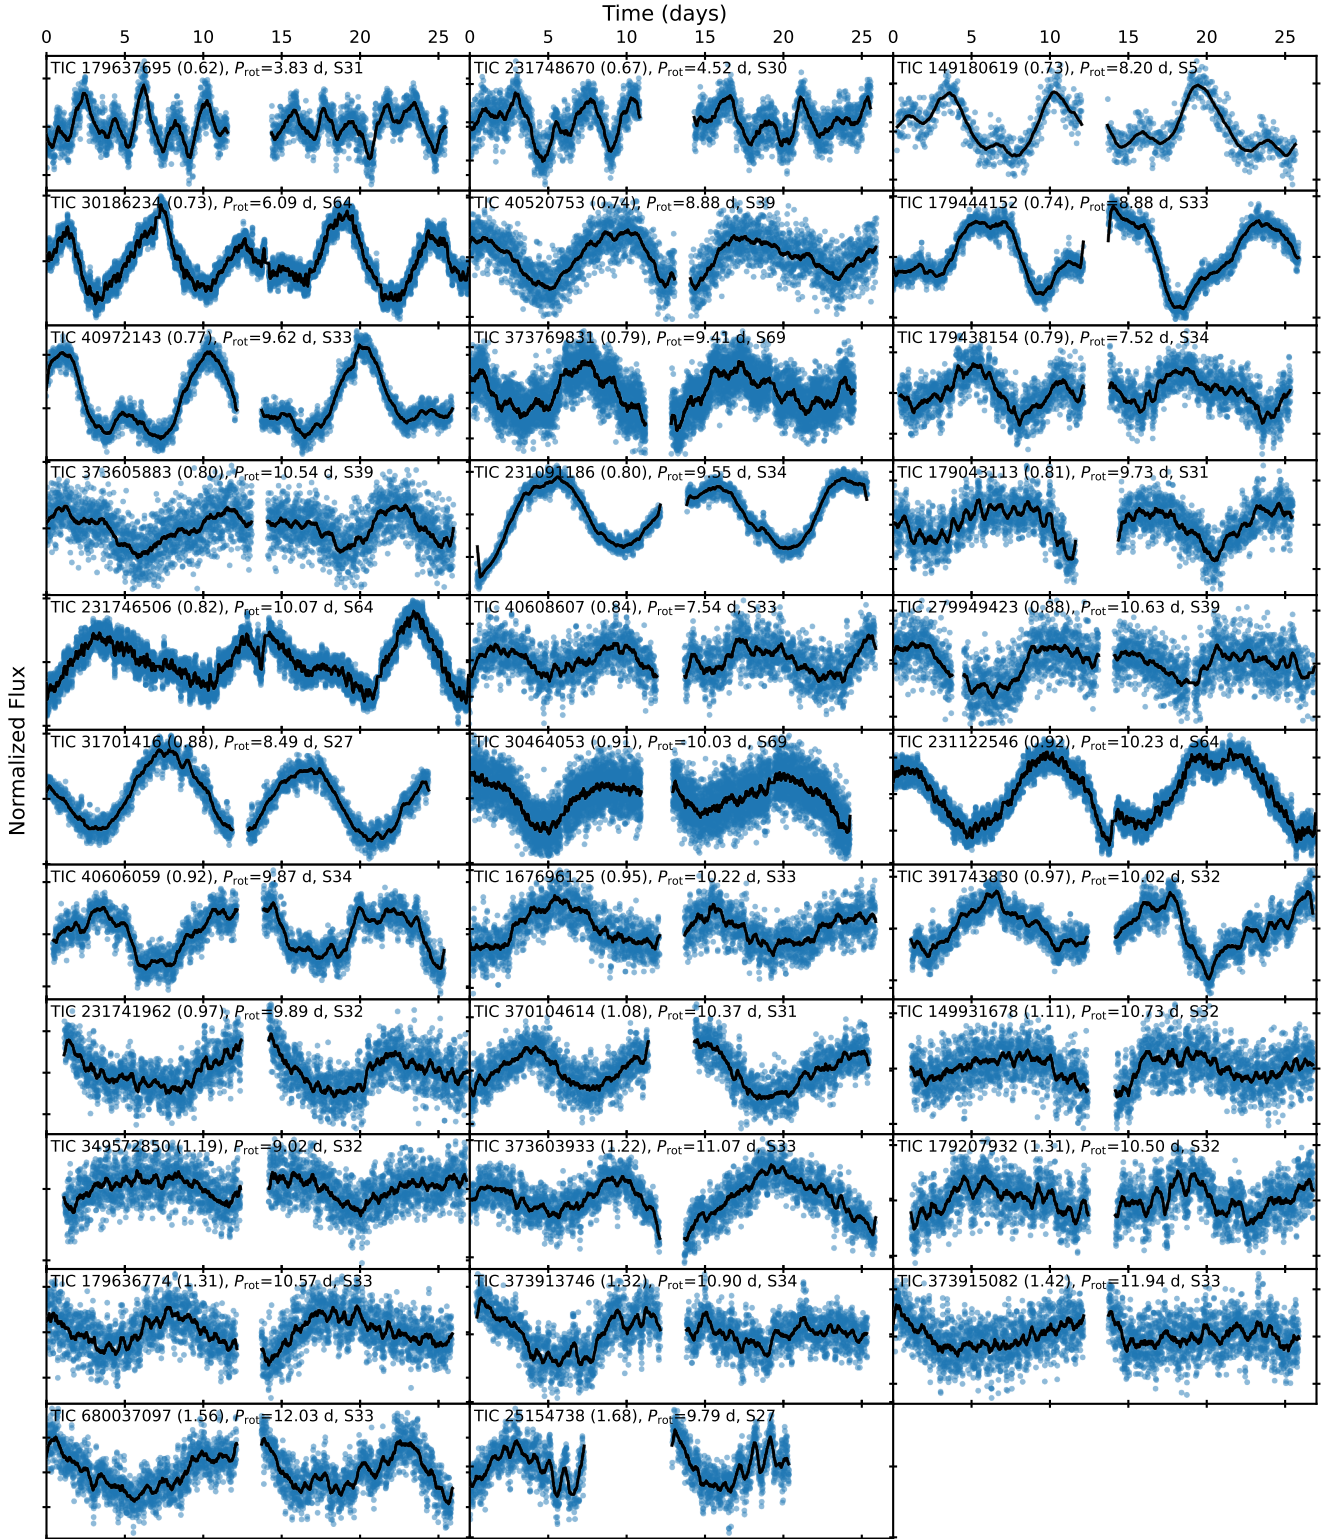 Time (days)
0 5 10 15 20 25 0 5 10 15 20 25 0 5 10 15 20 25
TIC 179637695 (0.62), Prot=3.83 d, S31
TIC 231748670 (0.67), Prot=4.52 d, S30
TIC 149180619 (0.73), Prot=8.20 d, S5
TIC 30186234 (0.73), Prot=6.09 d, S64
TIC 40520753 (0.74), Prot=8.88 d, S39
TIC 179444152 (0.74), Prot=8.88 d, S33
TIC 40972143 (0.77), Prot=9.62 d, S33
TIC 373769831 (0.79), Prot=9.41 d, S69
TIC 179438154 (0.79), Prot=7.52 d, S34
TIC 373605883 (0.80), Prot=10.54 d, S39
TIC 231091186 (0.80), Prot=9.55 d, S34
TIC 179043113 (0.81), Prot=9.73 d, S31
TIC 231746506 (0.82), Prot=10.07 d, S64
TIC 40608607 (0.84), Prot=7.54 d, S33
TIC 279949423 (0.88), Prot=10.63 d, S39
TIC 31701416 (0.88), Prot=8.49 d, S27
TIC 30464053 (0.91), Prot=10.03 d, S69
TIC 231122546 (0.92), Prot=10.23 d, S64
TIC 40606059 (0.92), Prot=9.87 d, S34
TIC 167696125 (0.95), Prot=10.22 d, S33
TIC 391743830 (0.97), Prot=10.02 d, S32
TIC 231741962 (0.97), Prot=9.89 d, S32
TIC 370104614 (1.08), Prot=10.37 d, S31
TIC 149931678 (1.11), Prot=10.73 d, S32
TIC 349572850 (1.19), Prot=9.02 d, S32
TIC 373603933 (1.22), Prot=11.07 d, S33
TIC 179207932 (1.31), Prot=10.50 d, S32
TIC 179636774 (1.31), Prot=10.57 d, S33
TIC 373913746 (1.32), Prot=10.90 d, S34
TIC 373915082 (1.42), Prot=11.94 d, S33
TIC 680037097 (1.56), Prot=12.03 d, S33
TIC 25154738 (1.68), Prot=9.79 d, S27
Normalized Flux